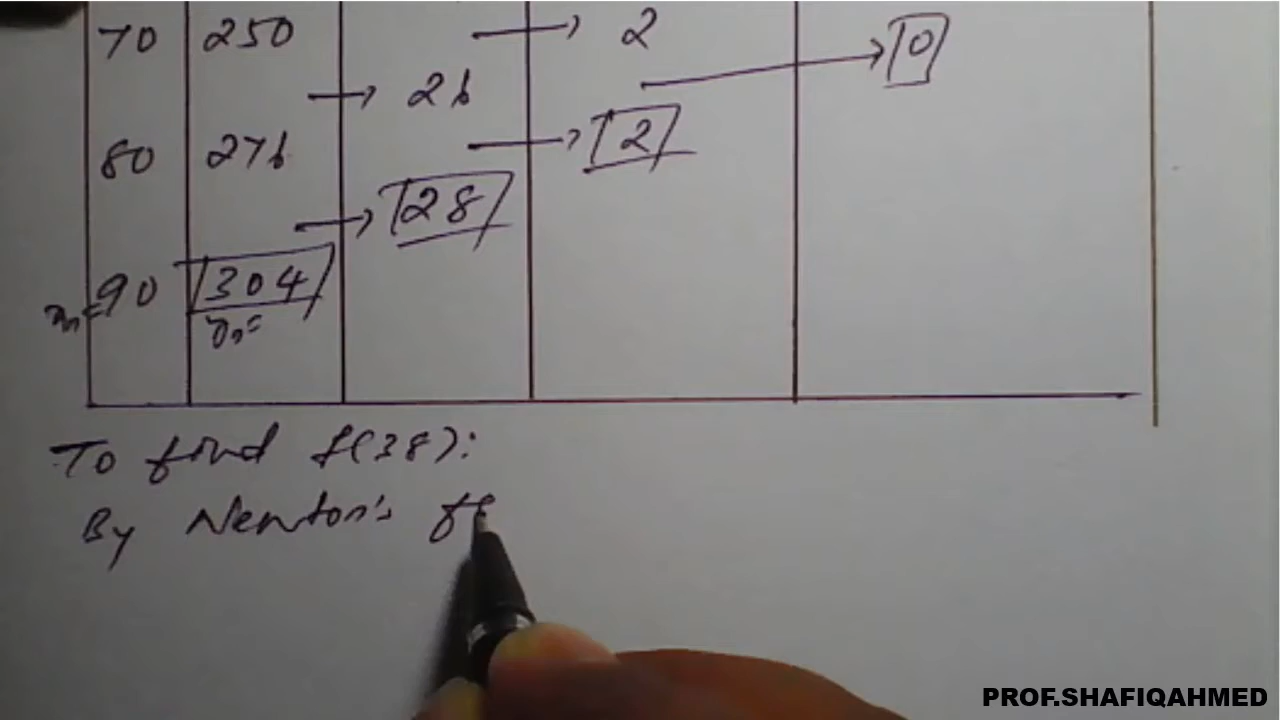 70 250 → 2 → 0
→ 26
80 276 → 2
→ 28
xn= 90 304
yn=
To find f(38):
By Newton's
PROF.SHAFIQAHMED